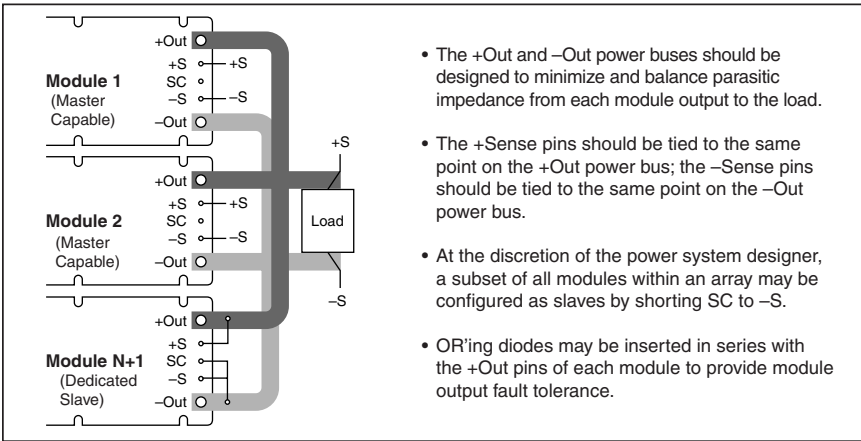 +Out
+S
+S
Module 1
SC
(Master
Capable)
–S
–S
–Out
+S
+Out
+S
+S
Module 2
SC
Load
(Master
Capable)
–S
–S
–Out
–S
+Out
+S
Module N+1
SC
(Dedicated
Slave)
–S
–Out
• The +Out and –Out power buses should be
designed to minimize and balance parasitic
impedance from each module output to the load.
• The +Sense pins should be tied to the same
point on the +Out power bus; the –Sense pins
should be tied to the same point on the –Out
power bus.
• At the discretion of the power system designer,
a subset of all modules within an array may be
configured as slaves by shorting SC to –S.
• OR'ing diodes may be inserted in series with
the +Out pins of each module to provide module
output fault tolerance.